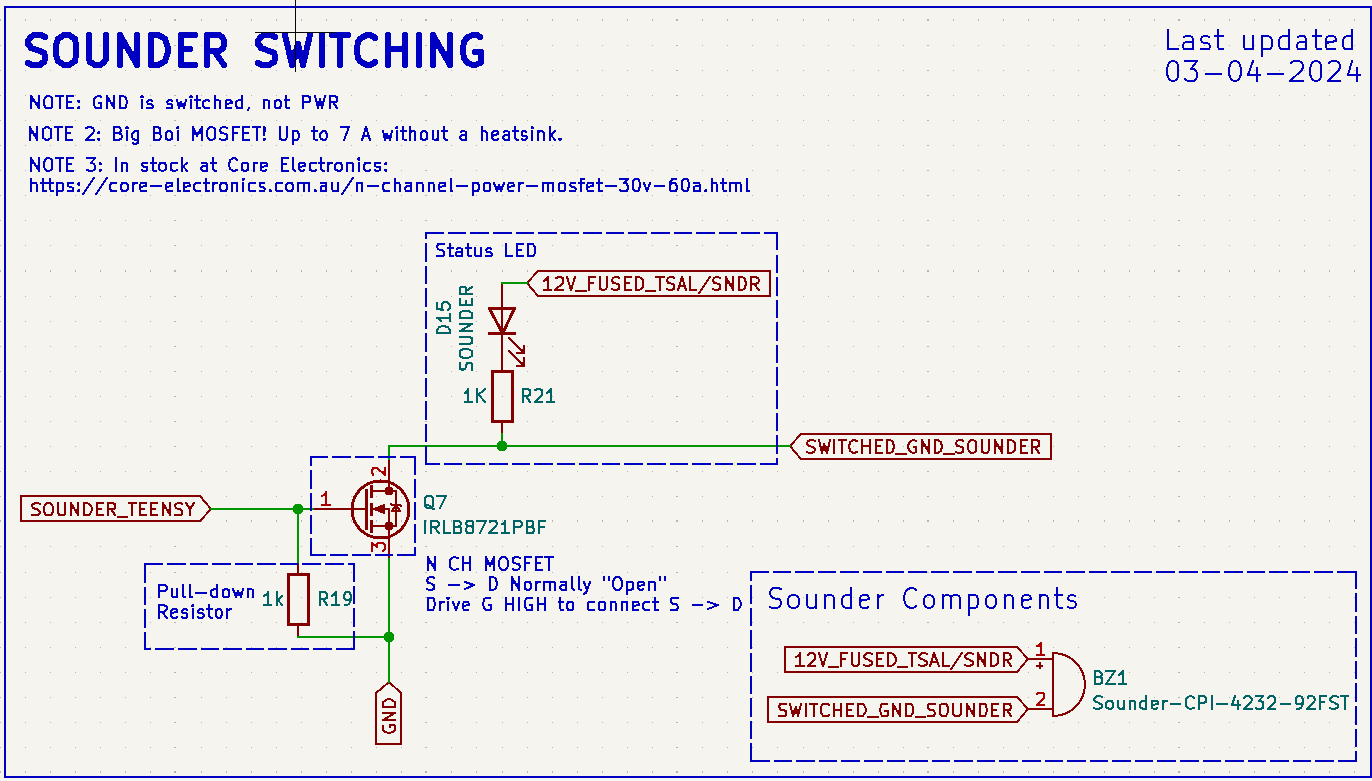 SOUNDER SWITCHING
Last updated
03-04-2024
NOTE: GND is switched, not PWR
NOTE 2: Big Boi MOSFET! Up to 7 A without a heatsink.
NOTE 3: In stock at Core Electronics:
https://core-electronics.com.au/n-channel-power-mosfet-30v-60a.html
Status LED
12V_FUSED_TSAL/SNDR
D15
SOUNDER
1K
R21
SWITCHED_GND_SOUNDER
SOUNDER_TEENSY
1
2
3
Q7
IRLB8721PBF
N CH MOSFET
S -> D Normally "Open"
Drive G HIGH to connect S -> D
Pull-down
Resistor
1k
R19
GND
Sounder Components
12V_FUSED_TSAL/SNDR
1
+
SWITCHED_GND_SOUNDER
2
BZ1
Sounder-CPI-4232-92FST